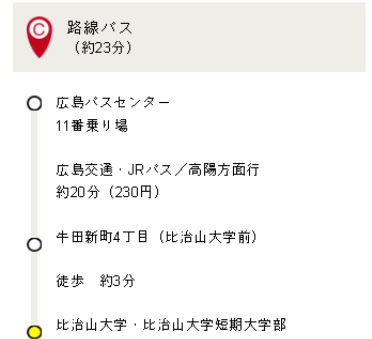 C 路線バス
（約23分）
広島バスセンター
11番乗り場
広島交通・JRバス／高陽方面行
約20分（230円）
牛田新町4丁目（比治山大学前）
徒歩　約3分
比治山大学・比治山大学短期大学部